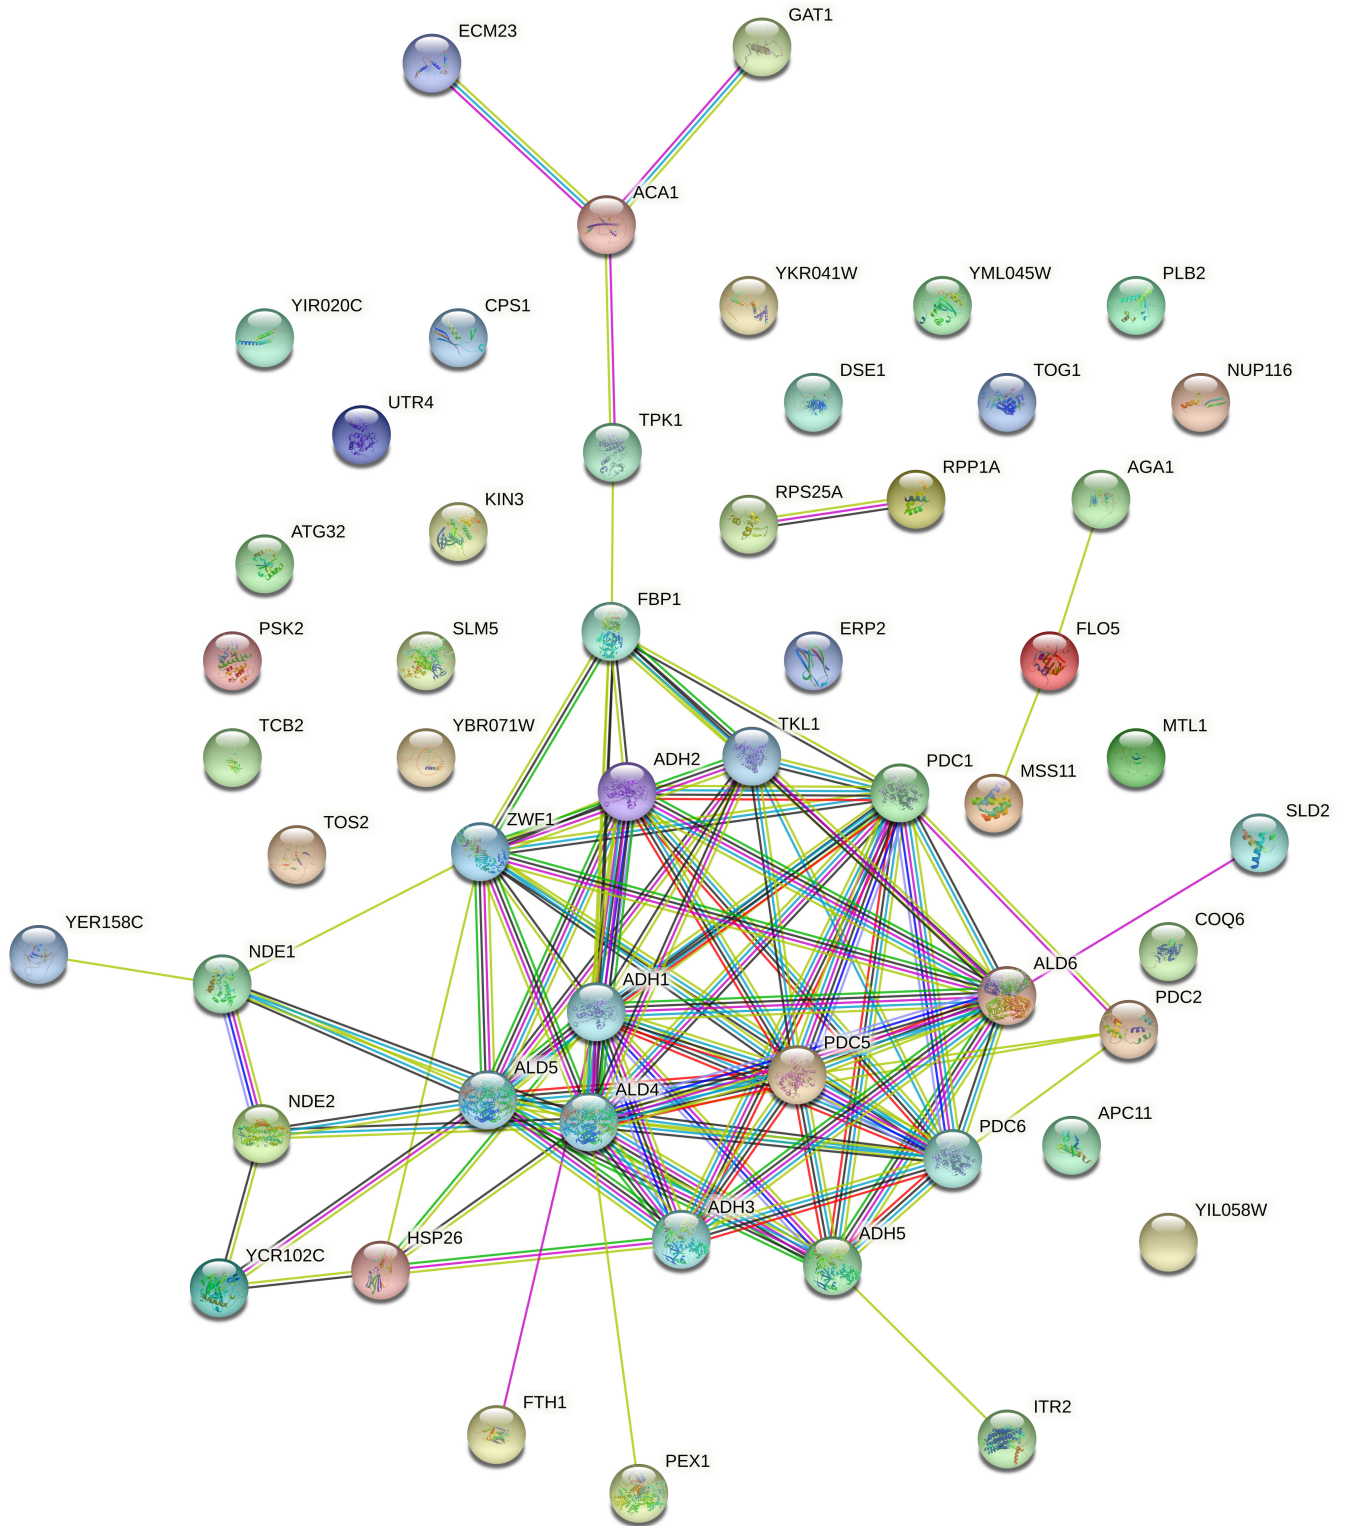 GAT1
ECM23
ACA1
YKR041W
YML045W
PLB2
YIR020C
CPS1
DSE1
TOG1
NUP116
UTR4
TPK1
RPP1A
AGA1
RPS25A
KIN3
ATG32
FBP1
PSK2
SLM5
ERP2
FLO5
TCB2
YBR071W
TKL1
MTL1
ADH2
PDC1
MSS11
SLD2
TOS2
ZWF1
YER158C
COQ6
NDE1
ALD6
ADH1
PDC2
PDC5
ALD5
ALD4
NDE2
APC11
PDC6
ADH3
YIL058W
ADH5
HSP26
YCR102C
FTH1
ITR2
PEX1